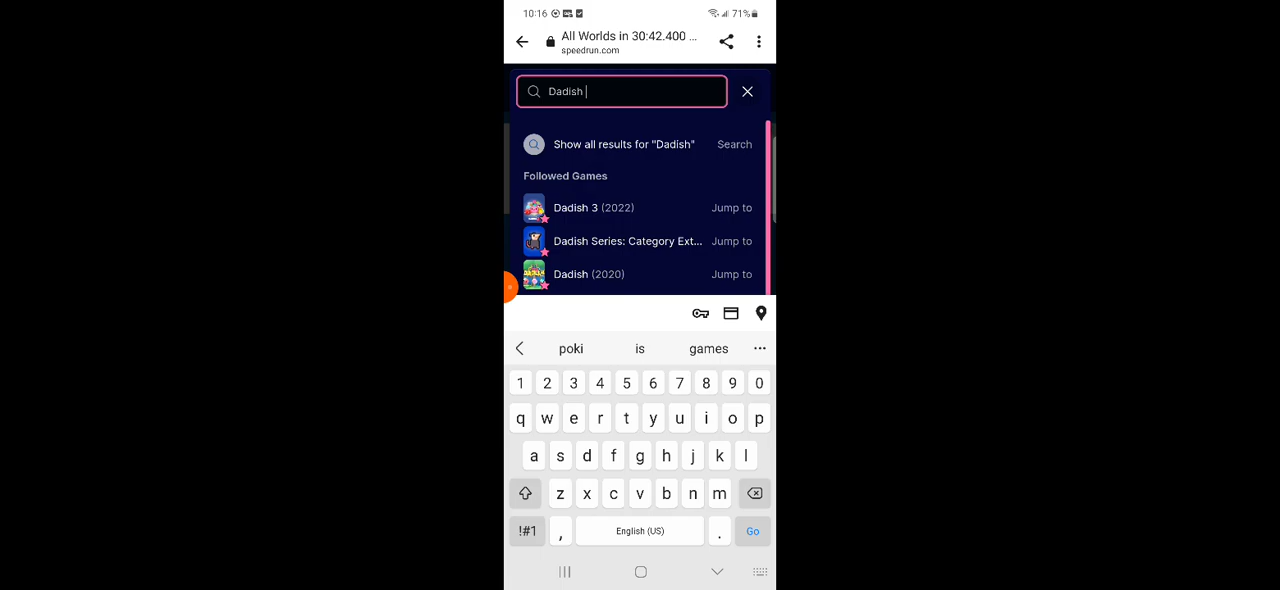 10:16 71%
All Worlds in 30:42.400 ...
speedrun.com
Dadish
Show all results for "Dadish" Search
Followed Games
Dadish 3 (2022) Jump to
Dadish Series: Category Ext... Jump to
Dadish (2020) Jump to
poki is games ...
1 2 3 4 5 6 7 8 9 0
q w e r t y u i o p
a s d f g h j k l
z x c v b n m
!#1 , English (US) . Go